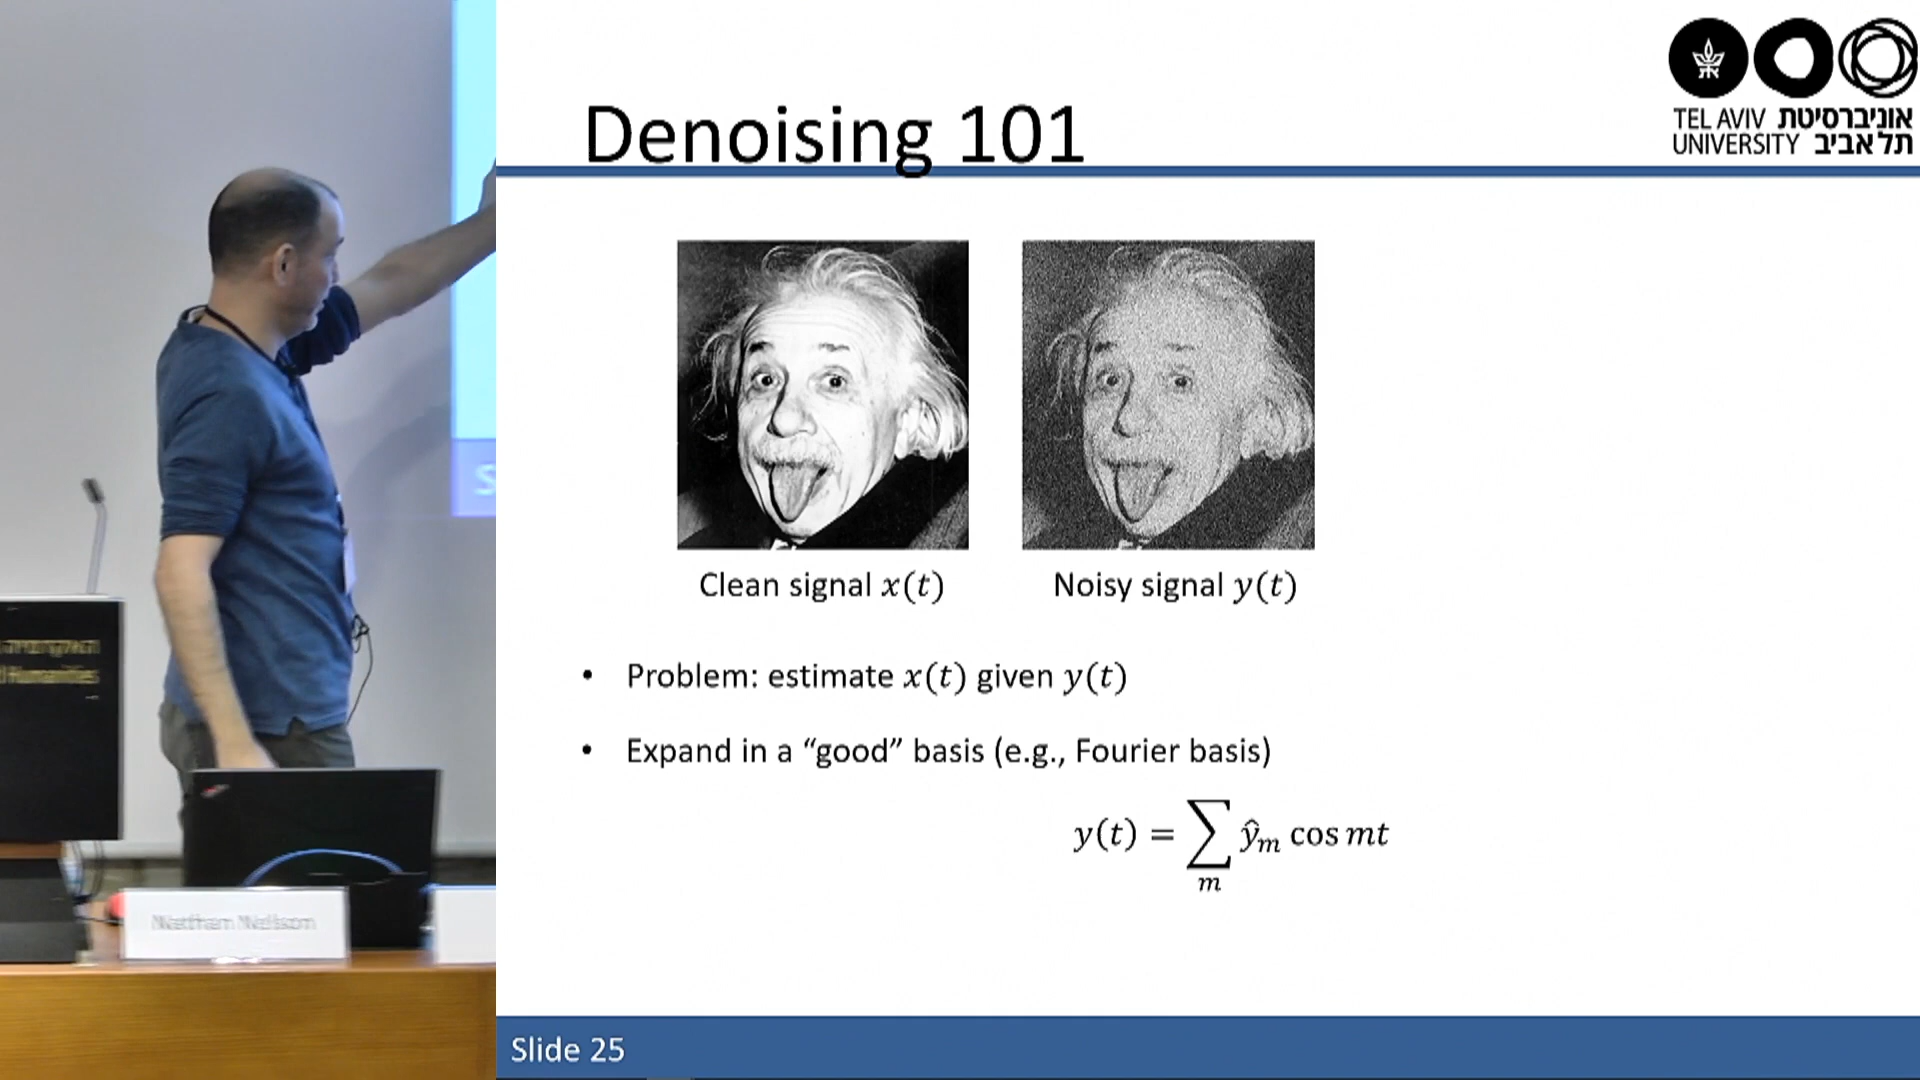 Denoising 101
TEL AVIV אוניברסיטת
UNIVERSITY תל אביב
Clean signal x(t)
Noisy signal y(t)
• Problem: estimate x(t) given y(t)
• Expand in a “good” basis (e.g., Fourier basis)
y(t) = ∑ₘ ŷₘ cos mt
Slide 25
S
Humanities